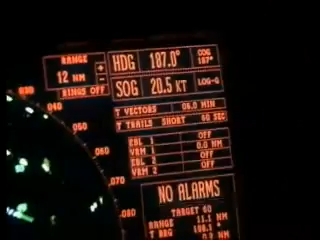 RANGE
12 NM + -
RINGS OFF
HDG 187.0° COG 187°
SOG 20.5 KT LOG-G
T VECTORS 06.0 MIN
T TRAILS SHORT 60 SEC
EBL 1 OFF
VRM 1 0.0 NM
EBL 2 OFF
VRM 2 OFF
NO ALARMS
TARGET 60
RANGE 11.1 NM
T BRG
030
040
050
060
070
080